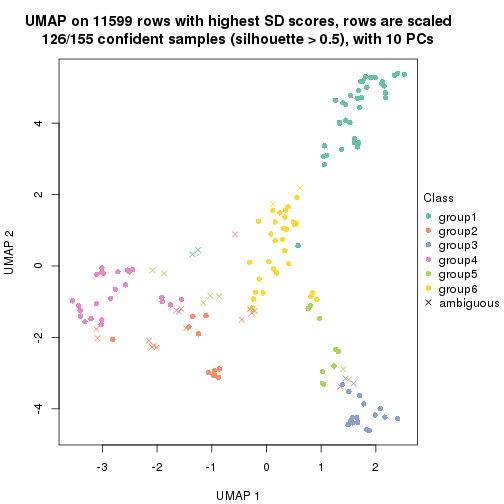 UMAP on 11599 rows with highest SD scores, rows are scaled
126/155 confident samples (silhouette > 0.5), with 10 PCs
4
2
0
-2
-4
UMAP 2
-3
-2
-1
0
1
2
UMAP 1
Class
group1
group2
group3
group4
group5
group6
ambiguous